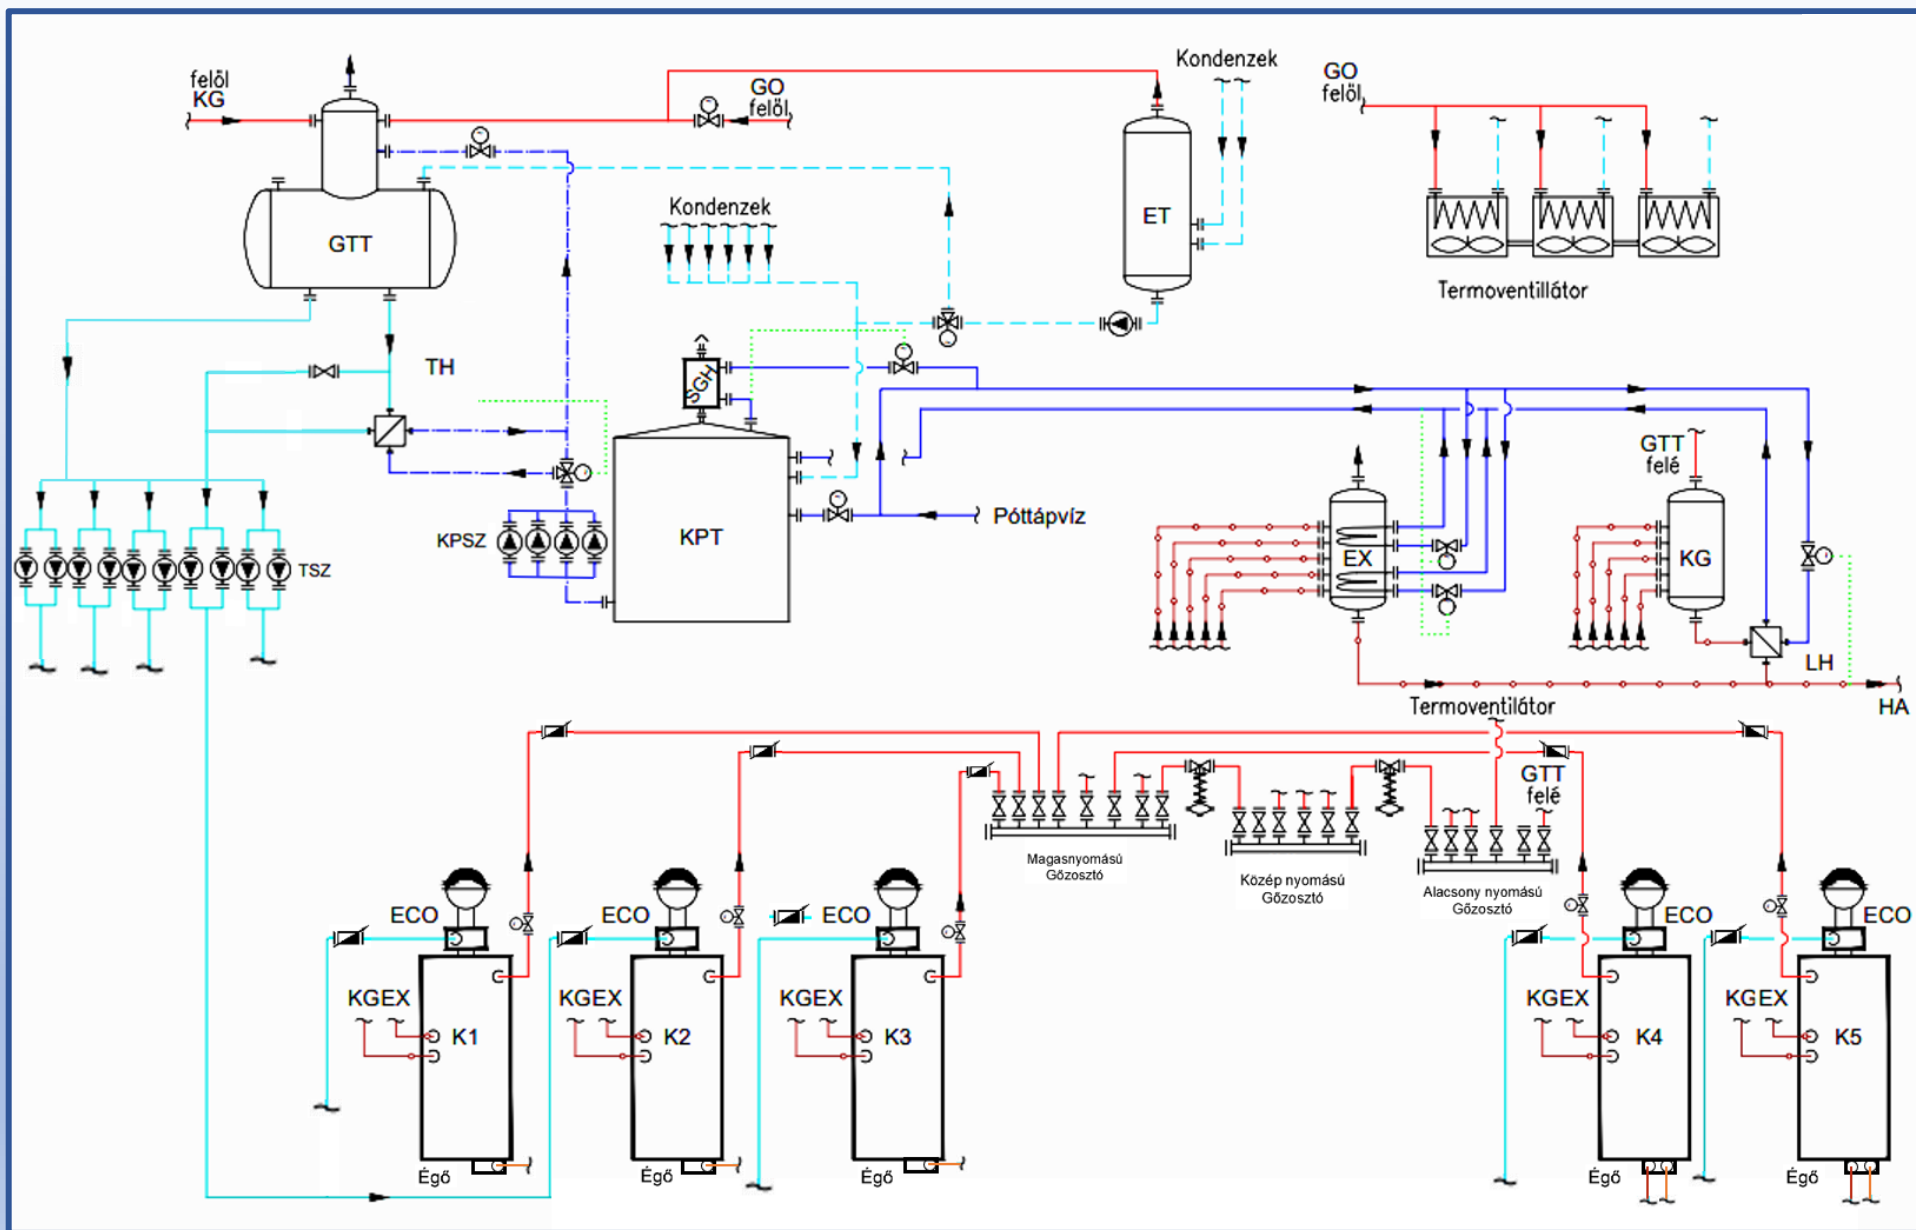 felől
KG
GO
felől
Kondenzek
GO
felől
GTT
Kondenzek
ET
Termoventillátor
TH
SGH
GTT
felé
KPSZ
KPT
Póttápvíz
EX
KG
TSZ
LH
HA
Termoventilátor
GTT
felé
Magasnyomású
Gőzosztó
Közép nyomású
Gőzosztó
Alacsony nyomású
Gőzosztó
ECO
ECO
ECO
ECO
ECO
KGEX
KGEX
KGEX
KGEX
KGEX
K1
K2
K3
K4
K5
Égő
Égő
Égő
Égő
Égő